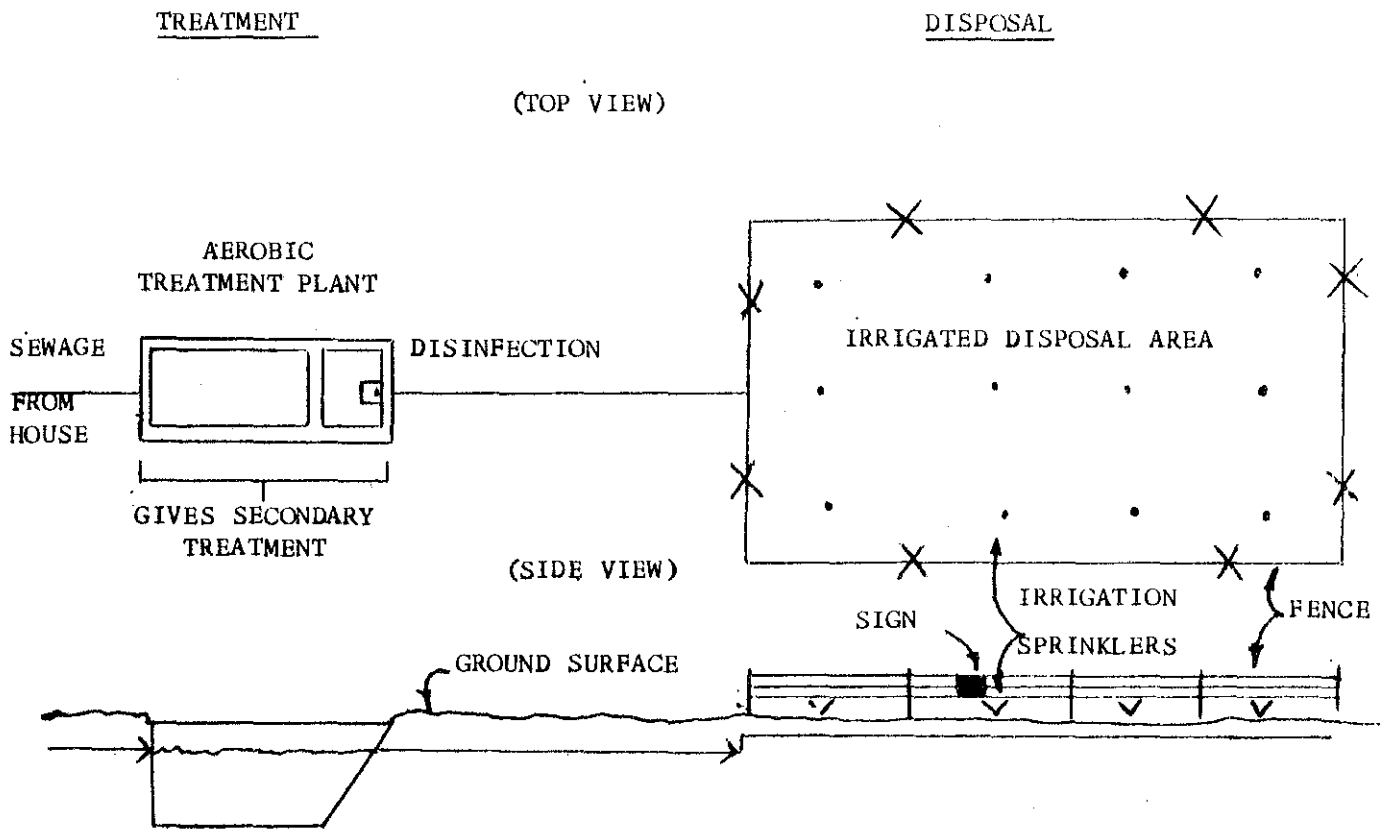 TREATMENT
DISPOSAL
(TOP VIEW)
AEROBIC
TREATMENT PLANT
SEWAGE
FROM
HOUSE
DISINFECTION
IRRIGATED DISPOSAL AREA
GIVES SECONDARY
TREATMENT
(SIDE VIEW)
SIGN
IRRIGATION
SPRINKLERS
FENCE
GROUND SURFACE